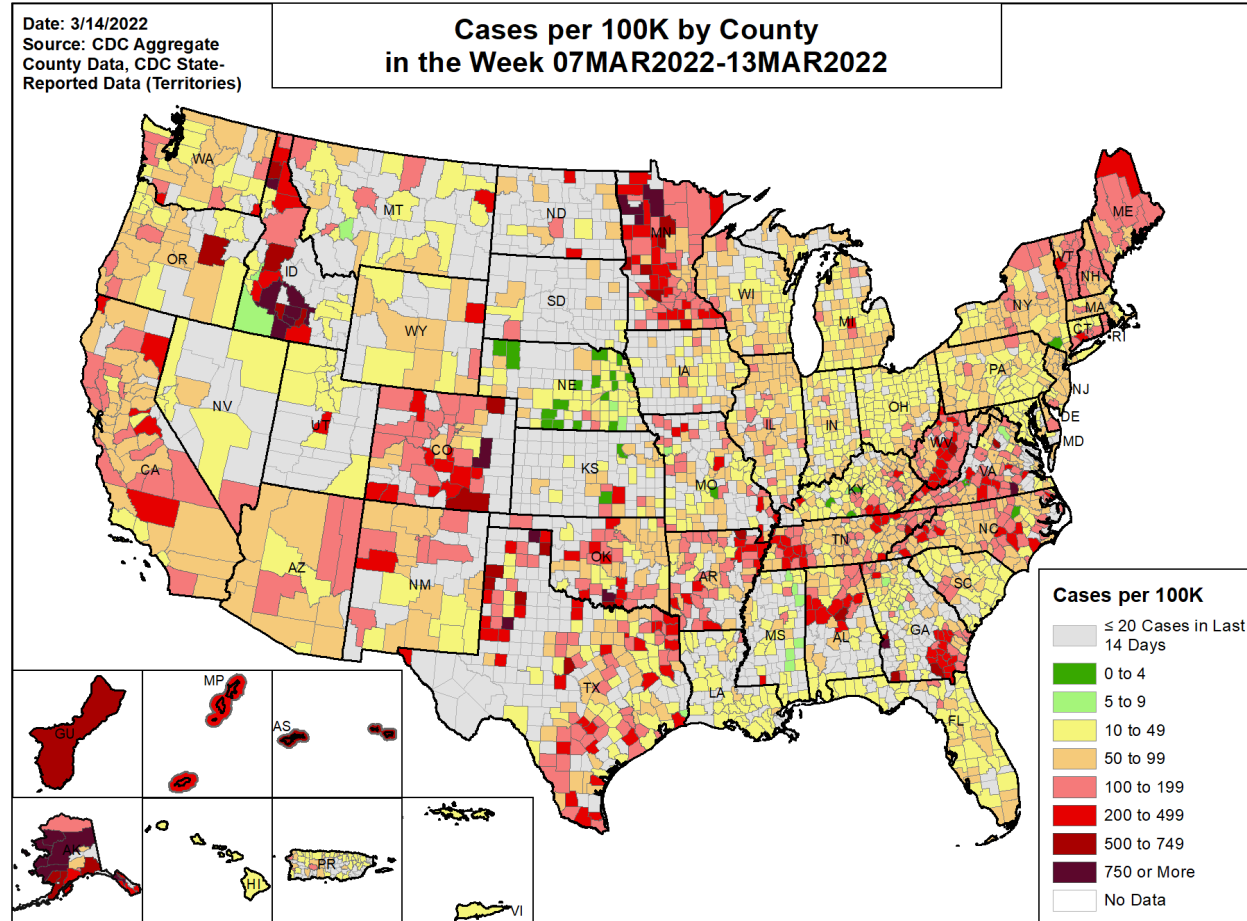 Date: 3/14/2022
Source: CDC Aggregate
County Data, CDC State-
Reported Data (Territories)
Cases per 100K by County
in the Week 07MAR2022-13MAR2022
WA
MT
ND
MN
ME
OR
ID
SD
WI
MI
VT
NH
NY
MA
CT
RI
WY
IA
NE
PA
NJ
NV
UT
CO
IL
IN
OH
DE
MD
WV
VA
CA
KS
MO
KY
AZ
NM
OK
AR
TN
NC
SC
MS
AL
GA
TX
LA
FL
GU
MP
AS
AK
HI
PR
VI
Cases per 100K
≤ 20 Cases in Last
14 Days
0 to 4
5 to 9
10 to 49
50 to 99
100 to 199
200 to 499
500 to 749
750 or More
No Data